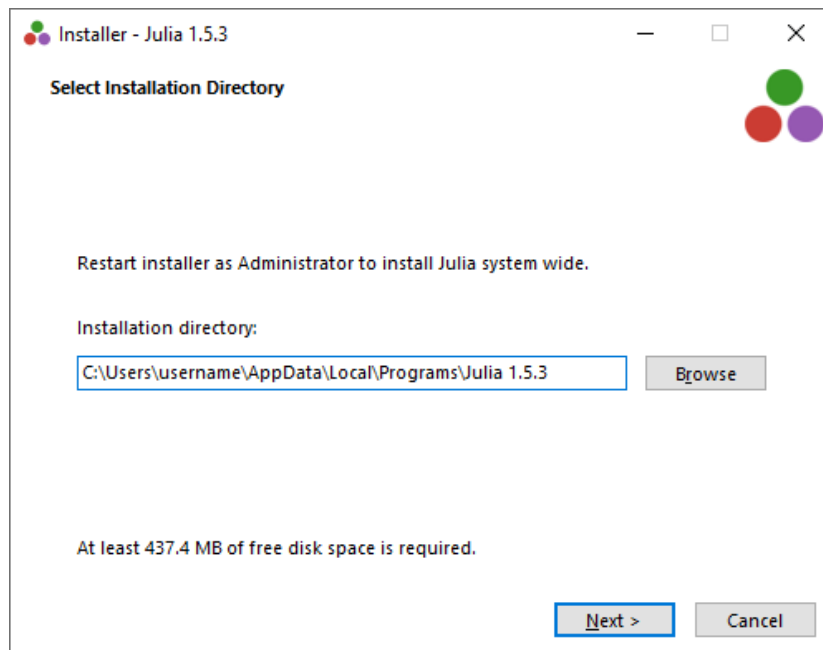 Installer - Julia 1.5.3
Select Installation Directory
Restart installer as Administrator to install Julia system wide.
Installation directory:
C:\Users\username\AppData\Local\Programs\Julia 1.5.3
Browse
At least 437.4 MB of free disk space is required.
Next >
Cancel